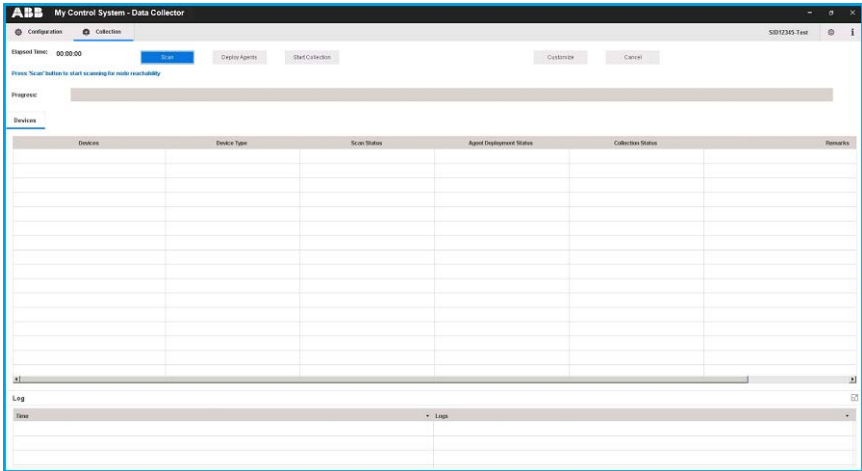 ABB My Control System - Data Collector
Configuration Collection SID12345-Test
Elapsed Time: 00:00:00 Scan Deploy Agents Start Collection Customize Cancel
Press 'Scan' button to start scanning for node reachability
Progress:
Devices
Devices Device Type Scan Status Agent Deployment Status Collection Status Remarks
Log
Time Logs